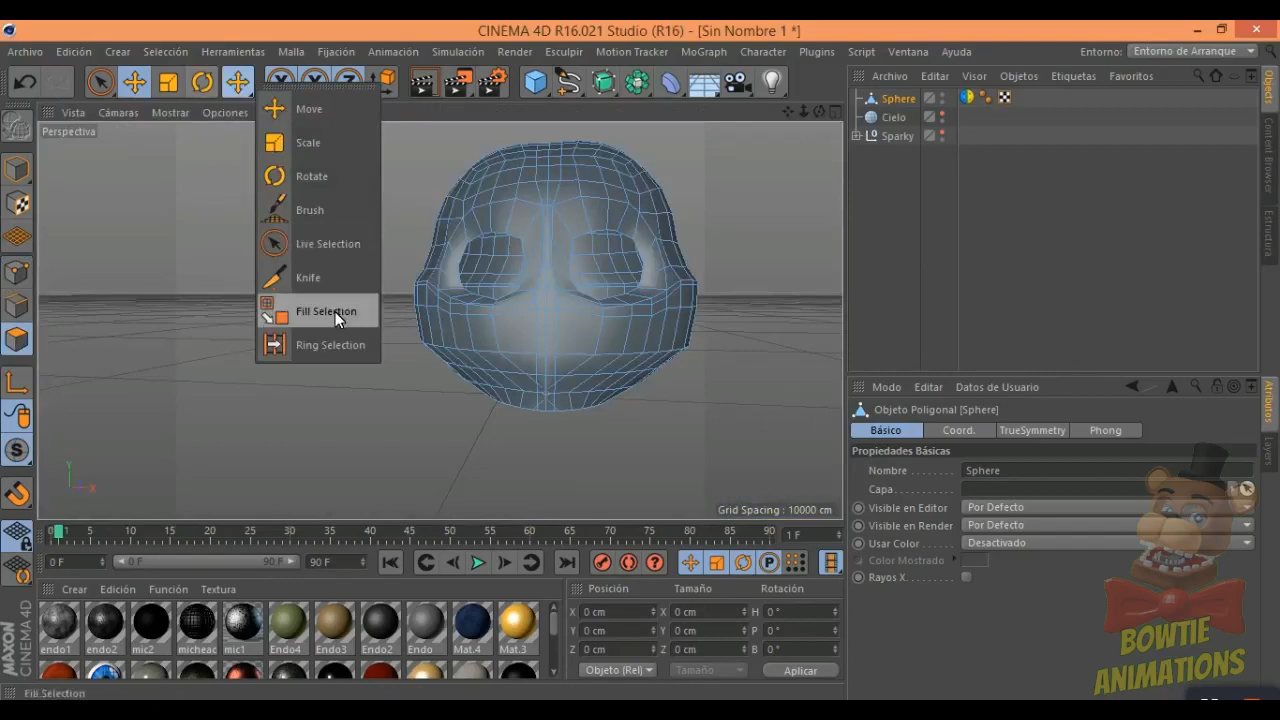 CINEMA 4D R16.021 Studio (R16) - [Sin Nombre 1 *]
Archivo Edición Crear Selección Herramientas Malla Fijación Animación Simulación Render Esculpir Motion Tracker MoGraph Character Plugins Script Ventana Ayuda Entorno: Entorno de Arranque
Vista Cámaras Mostrar Opciones
Perspectiva
Move
Scale
Rotate
Brush
Live Selection
Knife
Fill Selection
Ring Selection
Y
X
Grid Spacing : 10000 cm
Archivo Editar Visor Objetos Etiquetas Favoritos
Sphere
Cielo
Sparky
Objects
Content Browser
Estructura
Modo Editar Datos de Usuario
Objeto Poligonal [Sphere]
Básico Coord. TrueSymmetry Phong
Propiedades Básicas
Nombre Sphere
Capa
Visible en Editor Por Defecto
Visible en Render Por Defecto
Usar Color Desactivado
Color Mostrado
Rayos X
Atributos
Layers
0 5 10 15 20 25 30 35 40 45 50 55 60 65 70 75 80 85 90 1 F
0 F 0 F 90 F 90 F
Crear Edición Función Textura
endo1 endo2 mic2 micheac mic1 Endo4 Endo3 Endo2 Endo Mat.4 Mat.3
Posición Tamaño Rotación
X 0 cm X 0 cm H 0 °
Y 0 cm Y 0 cm P 0 °
Z 0 cm Z 0 cm B 0 °
Objeto (Rel) Tamaño Aplicar
MAXON
CINEMA 4D
Fill Selection
BOWTIE
ANIMATIONS